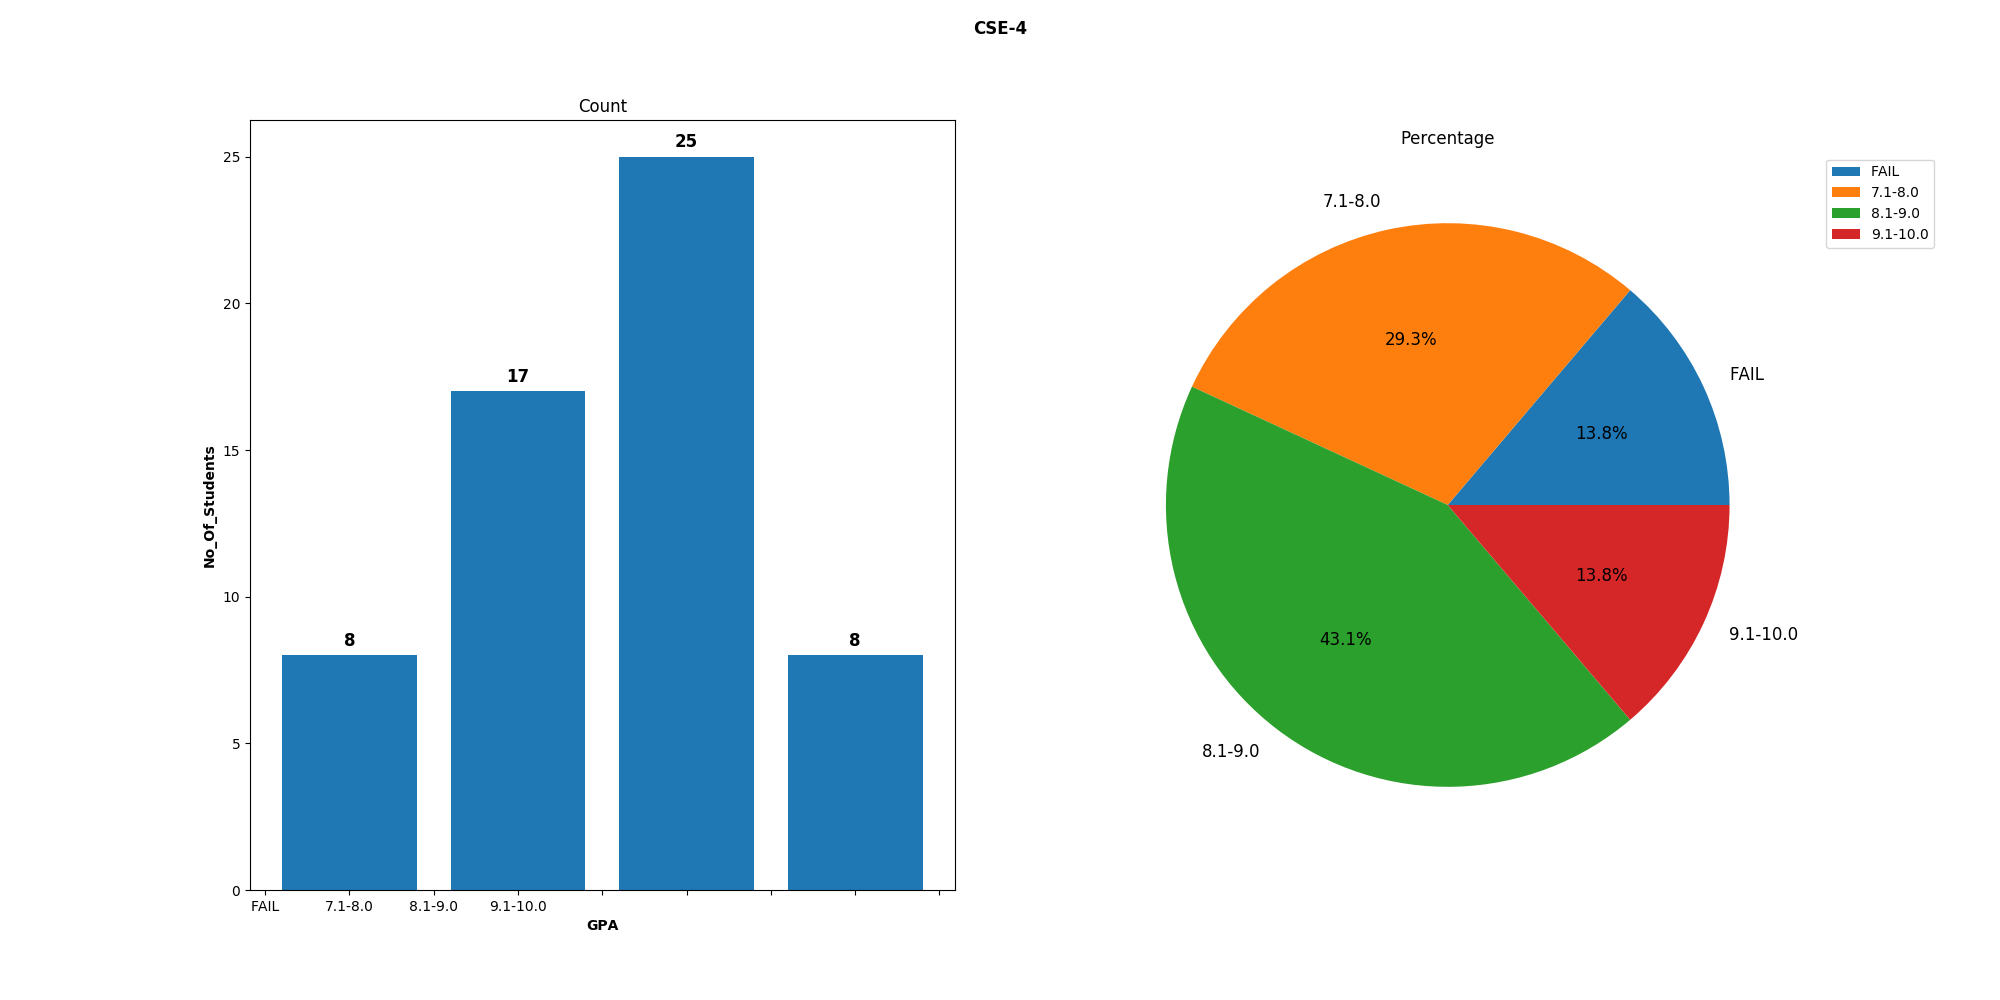 CSE-4
Count
25
17
8
8
25
20
15
10
5
0
No_Of_Students
FAIL 7.1-8.0 8.1-9.0 9.1-10.0
GPA
Percentage
FAIL
7.1-8.0
8.1-9.0
9.1-10.0
7.1-8.0
29.3%
FAIL
13.8%
13.8%
9.1-10.0
43.1%
8.1-9.0